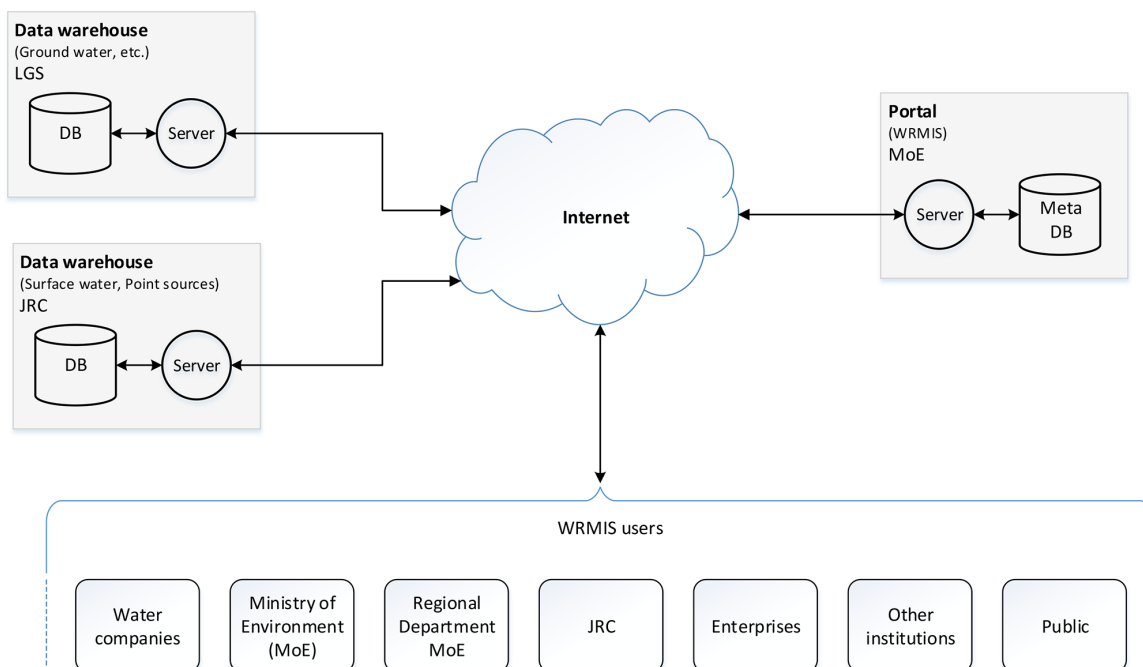 Data warehouse
(Ground water, etc.)
LGS
DB
Server
Data warehouse
(Surface water, Point sources)
JRC
DB
Server
Internet
Portal
(WRMIS)
MoE
Server
Meta
DB
WRMIS users
Water
companies
Ministry of
Environment
(MoE)
Regional
Department
MoE
JRC
Enterprises
Other
institutions
Public